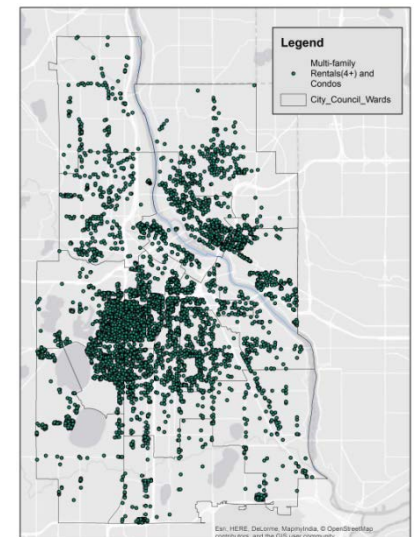 Legend
Multi-family
Rentals(4+) and
Condos
City_Council_Wards
Esri, HERE, DeLorme, MapmyIndia, © OpenStreetMap
contributors, and the GIS user community